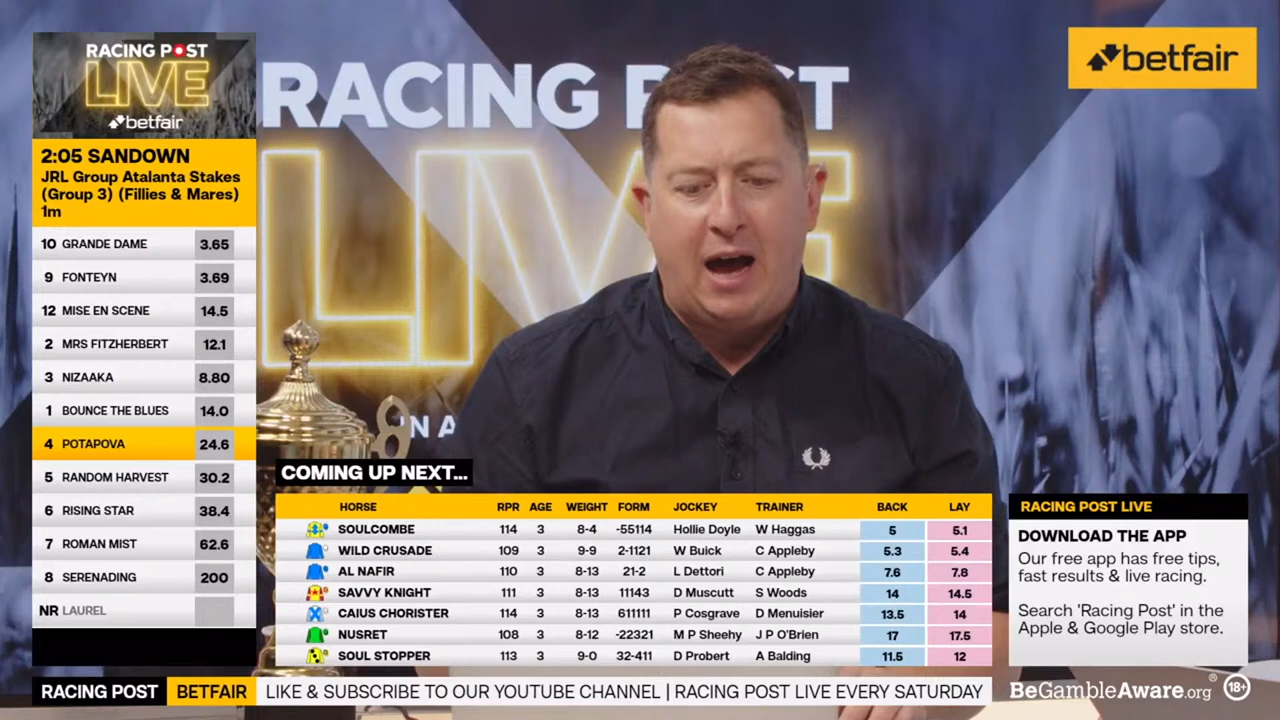 RACING POST
LIVE
betfair
2:05 SANDOWN
JRL Group Atalanta Stakes
(Group 3) (Fillies & Mares)
1m
10 GRANDE DAME 3.65
9 FONTEYN 3.69
12 MISE EN SCENE 14.5
2 MRS FITZHERBERT 12.1
3 NIZAAKA 8.80
1 BOUNCE THE BLUES 14.0
4 POTAPOVA 24.6
5 RANDOM HARVEST 30.2
6 RISING STAR 38.4
7 ROMAN MIST 62.6
8 SERENADING 200
NR LAUREL
RACING P ST
LIVE
IN A
betfair
COMING UP NEXT...
HORSE RPR AGE WEIGHT FORM JOCKEY TRAINER BACK LAY
SOULCOMBE 114 3 8-4 -55114 Hollie Doyle W Haggas 5 5.1
WILD CRUSADE 109 3 9-9 2-1121 W Buick C Appleby 5.3 5.4
AL NAFIR 110 3 8-13 21-2 L Dettori C Appleby 7.6 7.8
SAVVY KNIGHT 111 3 8-13 11143 D Muscutt S Woods 14 14.5
CAIUS CHORISTER 114 3 8-13 611111 P Cosgrave D Menuisier 13.5 14
NUSRET 108 3 8-12 -22321 M P Sheehy J P O'Brien 17 17.5
SOUL STOPPER 113 3 9-0 32-411 D Probert A Balding 11.5 12
RACING POST LIVE
DOWNLOAD THE APP
Our free app has free tips,
fast results & live racing.
Search 'Racing Post' in the
Apple & Google Play store.
RACING POST BETFAIR LIKE & SUBSCRIBE TO OUR YOUTUBE CHANNEL | RACING POST LIVE EVERY SATURDAY BeGambleAware.org® 18+